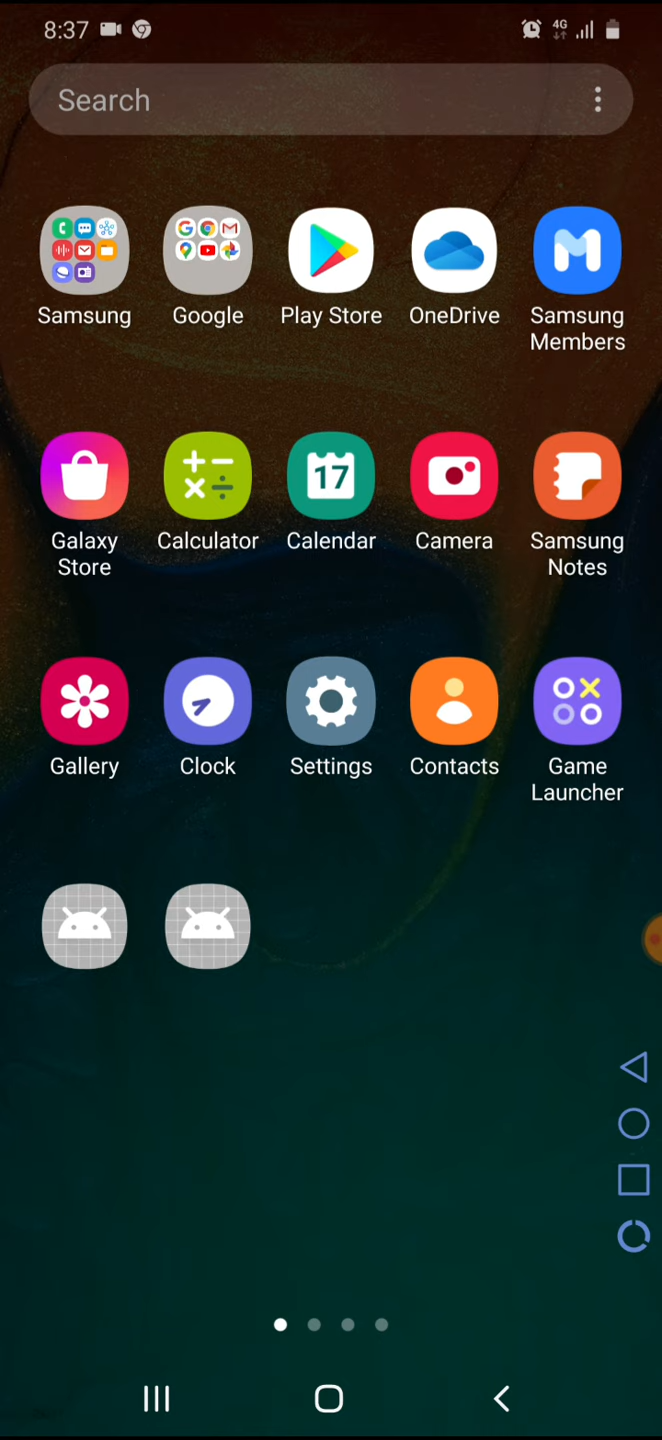 8:37
4G
Search
Samsung
Google
Play Store
OneDrive
Samsung
Members
17
Galaxy
Store
Calculator
Calendar
Camera
Samsung
Notes
Gallery
Clock
Settings
Contacts
Game
Launcher